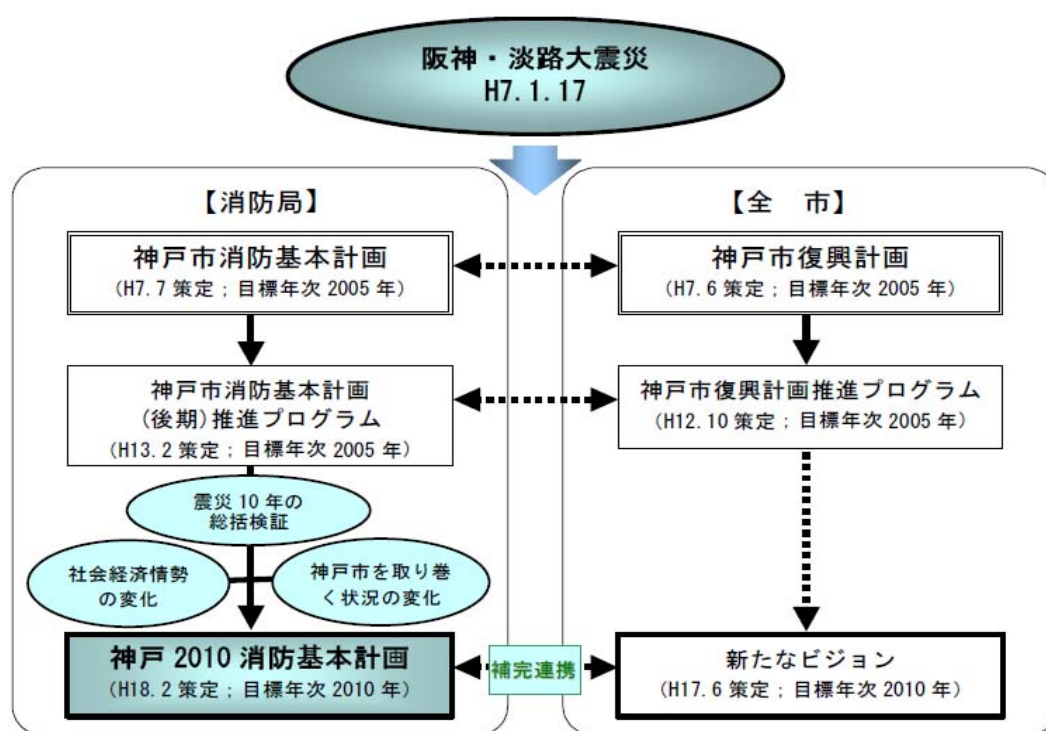 阪神・淡路大震災
H7.1.17
【消防局】
神戸市消防基本計画
(H7.7 策定；目標年次 2005 年)
神戸市消防基本計画
(後期)推進プログラム
(H13.2 策定；目標年次 2005 年)
震災 10 年の
総括検証
社会経済情勢
の変化
神戸市を取り巻
く状況の変化
神戸 2010 消防基本計画
(H18.2 策定；目標年次 2010 年)
補完連携
【全　市】
神戸市復興計画
(H7.6 策定；目標年次 2005 年)
神戸市復興計画推進プログラム
(H12.10 策定；目標年次 2005 年)
新たなビジョン
(H17.6 策定；目標年次 2010 年)